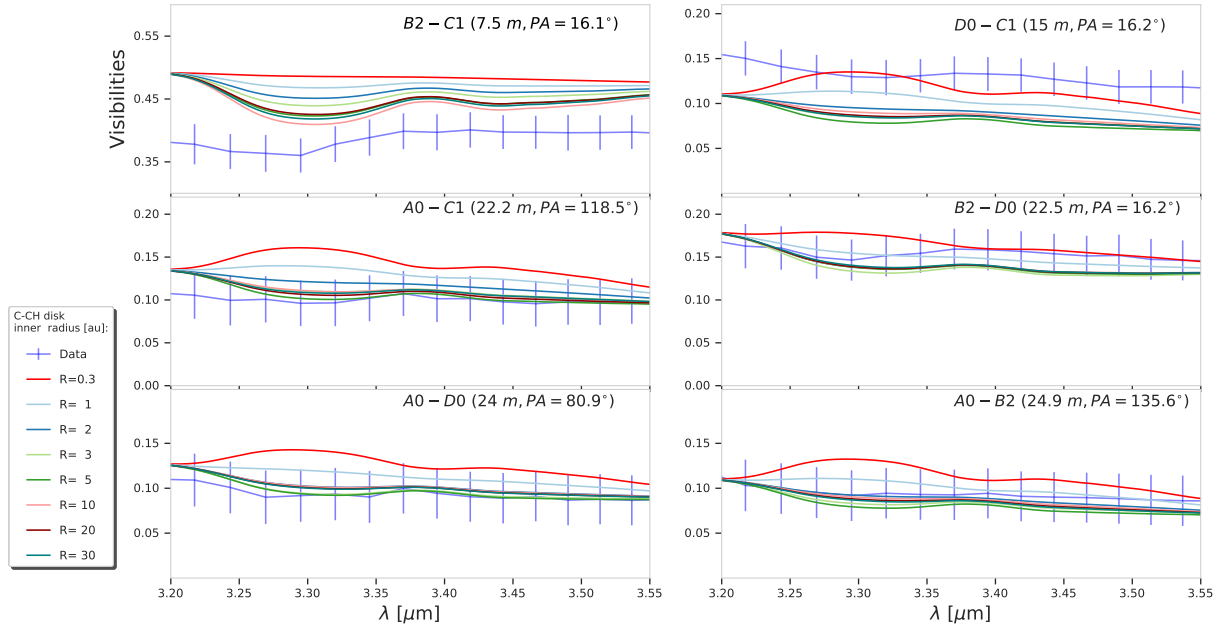 B2 − C1 (7.5 m, PA = 16.1°)
0.55
0.45
0.35
Visibilities
D0 − C1 (15 m, PA = 16.2°)
0.20
0.15
0.10
0.05
A0 − C1 (22.2 m, PA = 118.5°)
0.20
0.15
0.10
0.05
0.00
B2 − D0 (22.5 m, PA = 16.2°)
0.20
0.15
0.10
0.05
0.00
A0 − D0 (24 m, PA = 80.9°)
0.15
0.10
0.05
3.20 3.25 3.30 3.35 3.40 3.45 3.50 3.55
λ [μm]
A0 − B2 (24.9 m, PA = 135.6°)
0.15
0.10
0.05
3.20 3.25 3.30 3.35 3.40 3.45 3.50 3.55
λ [μm]
C-CH disk
inner radius [au]:
Data
R=0.3
R= 1
R= 2
R= 3
R= 5
R= 10
R= 20
R= 30